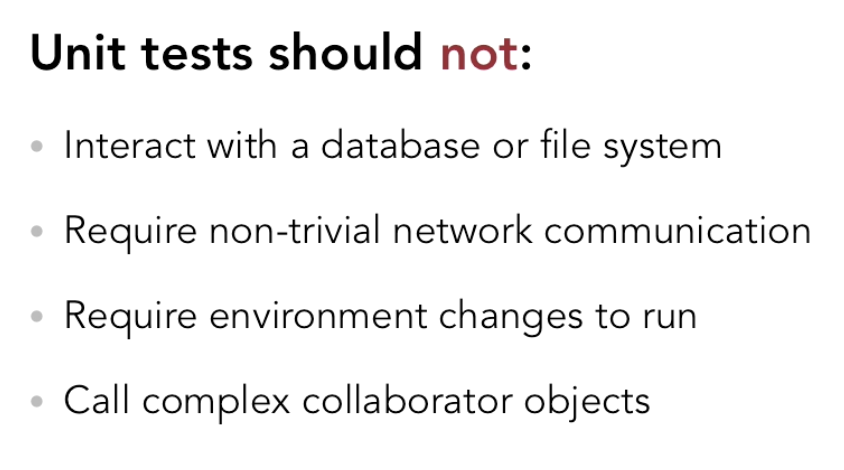 Unit tests should not:
• Interact with a database or file system
• Require non-trivial network communication
• Require environment changes to run
• Call complex collaborator objects